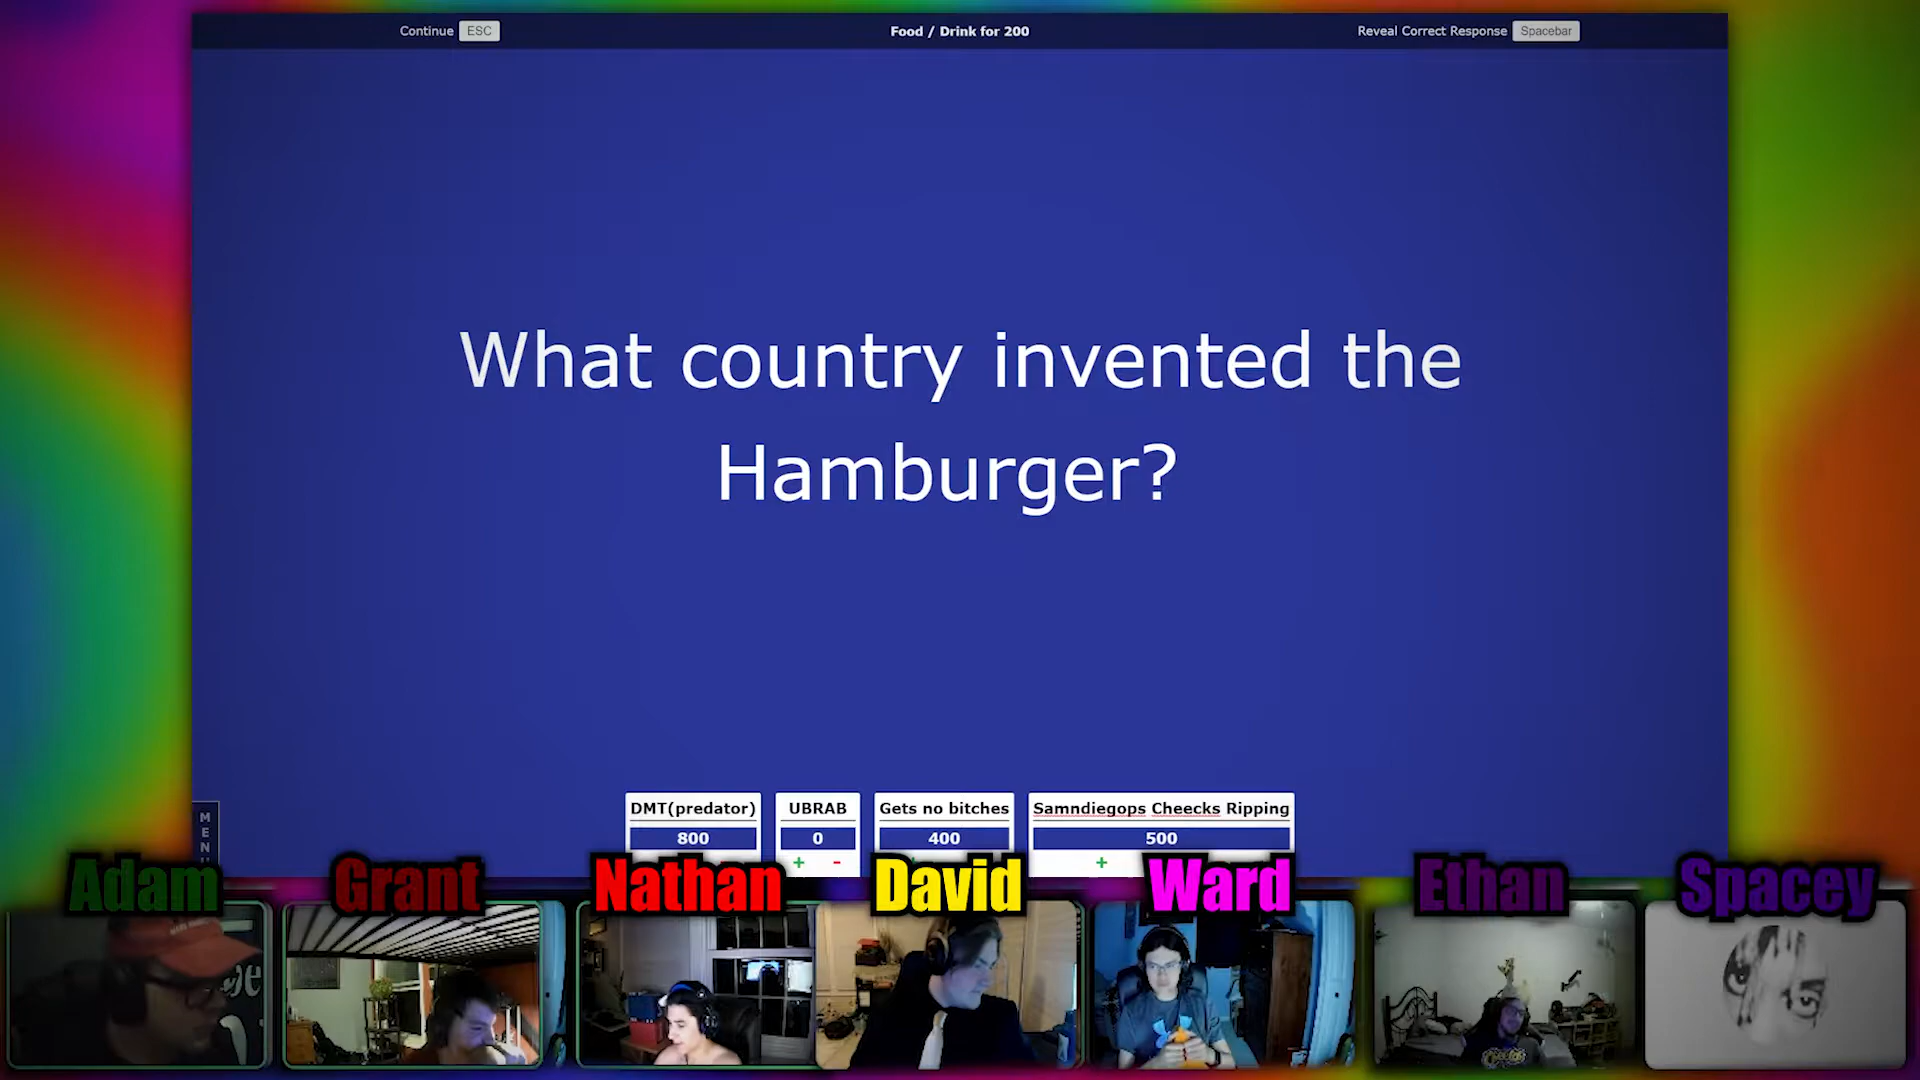 Continue ESC
Food / Drink for 200
Reveal Correct Response Spacebar
What country invented the
Hamburger?
DMT(predator)
800
UBRAB
0
+ -
Gets no bitches
400
Samndiegops Cheecks Ripping
500
+
MEN
Adam
Grant
Nathan
David
Ward
Ethan
Spacey